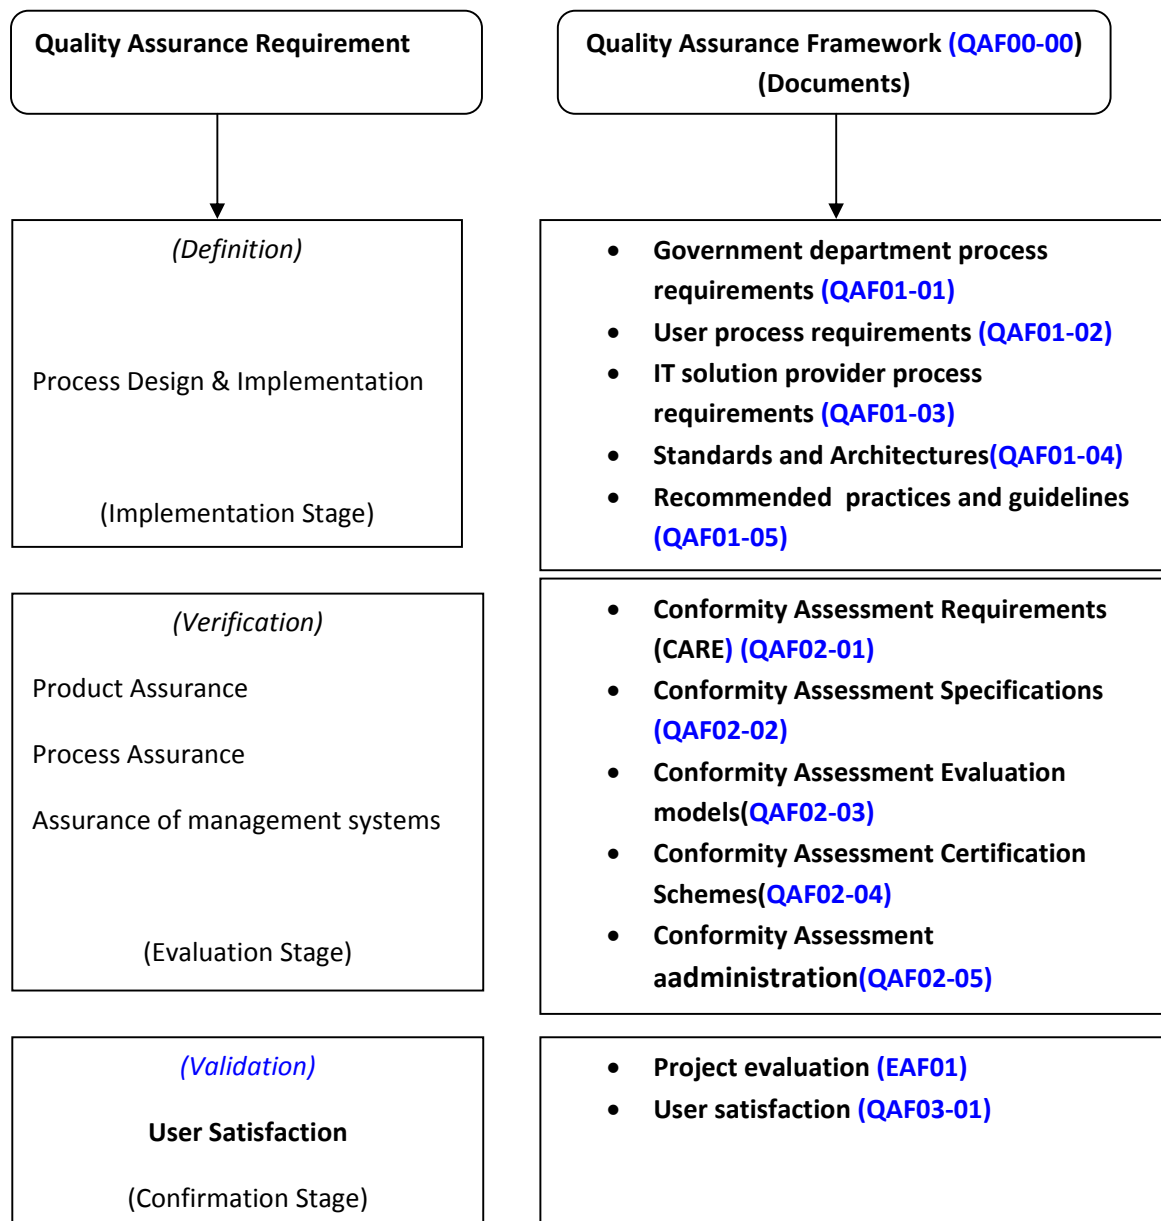 Quality Assurance Requirement
Quality Assurance Framework (QAF00-00)
(Documents)
(Definition)
Process Design & Implementation
(Implementation Stage)
• Government department process
requirements (QAF01-01)
• User process requirements (QAF01-02)
• IT solution provider process
requirements (QAF01-03)
• Standards and Architectures(QAF01-04)
• Recommended practices and guidelines
(QAF01-05)
(Verification)
Product Assurance
Process Assurance
Assurance of management systems
(Evaluation Stage)
• Conformity Assessment Requirements
(CARE) (QAF02-01)
• Conformity Assessment Specifications
(QAF02-02)
• Conformity Assessment Evaluation
models(QAF02-03)
• Conformity Assessment Certification
Schemes(QAF02-04)
• Conformity Assessment
aadministration(QAF02-05)
(Validation)
User Satisfaction
(Confirmation Stage)
• Project evaluation (EAF01)
• User satisfaction (QAF03-01)